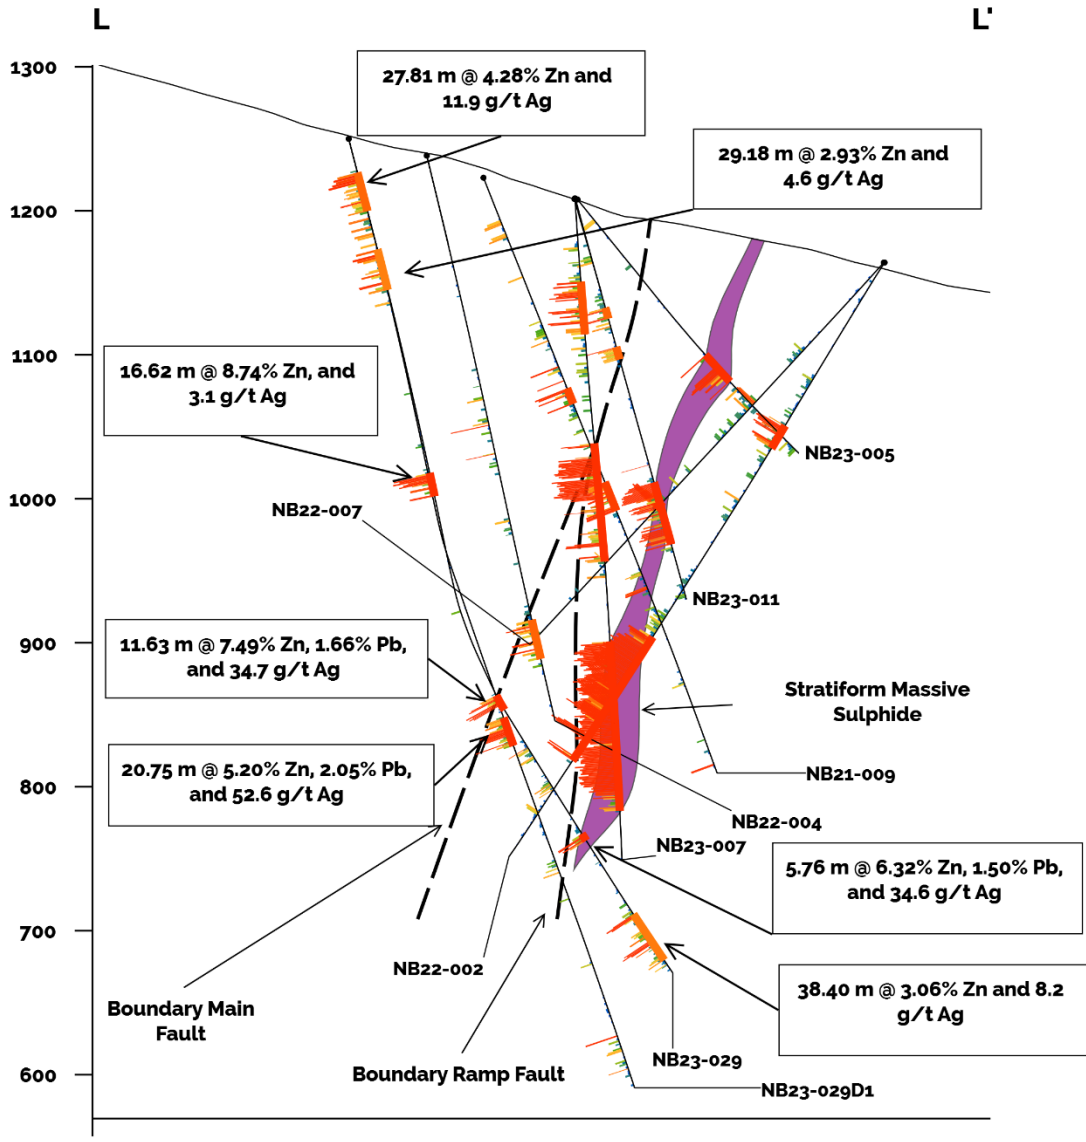 L
L'
1300
27.81 m @ 4.28% Zn and
11.9 g/t Ag
29.18 m @ 2.93% Zn and
4.6 g/t Ag
1200
1100
16.62 m @ 8.74% Zn, and
3.1 g/t Ag
NB23-005
1000
NB22-007
NB23-011
900
11.63 m @ 7.49% Zn, 1.66% Pb,
and 34.7 g/t Ag
Stratiform Massive
Sulphide
20.75 m @ 5.20% Zn, 2.05% Pb,
and 52.6 g/t Ag
800
NB21-009
NB22-004
NB23-007
5.76 m @ 6.32% Zn, 1.50% Pb,
and 34.6 g/t Ag
700
NB22-002
38.40 m @ 3.06% Zn and 8.2
g/t Ag
Boundary Main
Fault
NB23-029
600
Boundary Ramp Fault
NB23-029D1